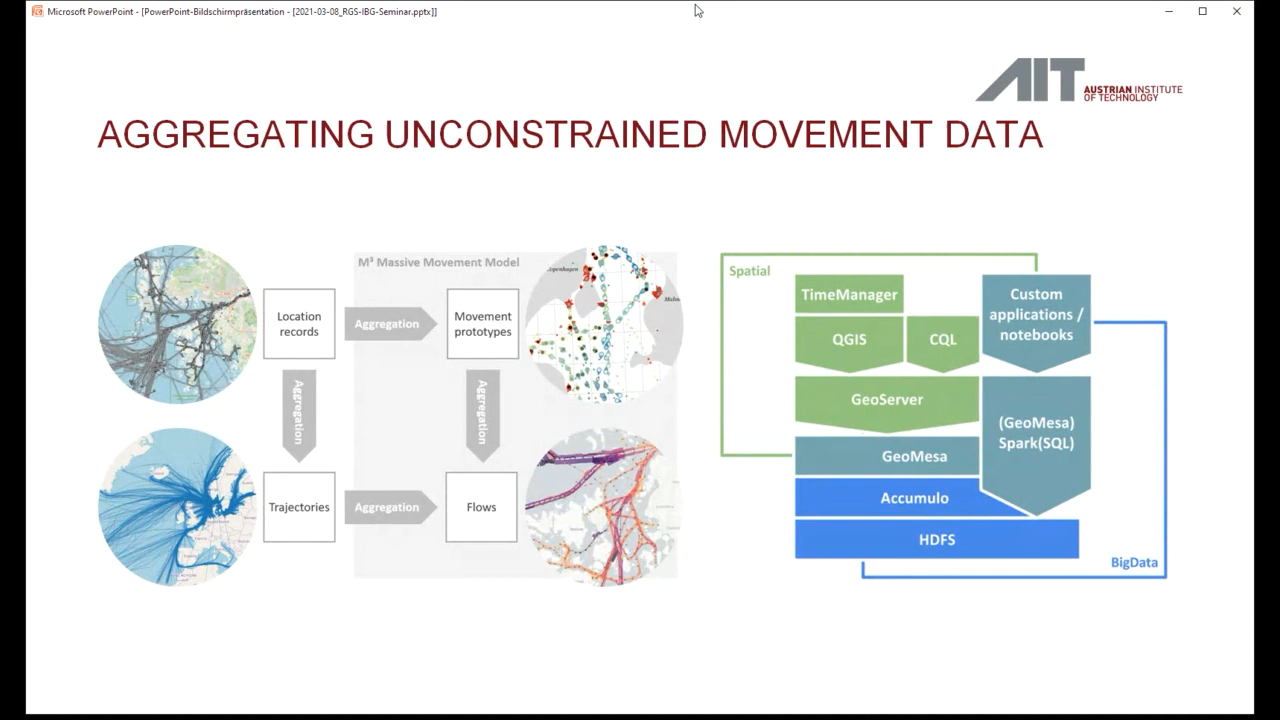 Microsoft PowerPoint - [PowerPoint-Bildschirmpräsentation - [2021-03-08_RGS-IBG-Seminar.pptx]]
AIT
AUSTRIAN INSTITUTE
OF TECHNOLOGY
AGGREGATING UNCONSTRAINED MOVEMENT DATA
M³ Massive Movement Model
Location
records
Aggregation
Movement
prototypes
Aggregation
Aggregation
Trajectories
Aggregation
Flows
Spatial
TimeManager
QGIS
CQL
Custom
applications /
notebooks
GeoServer
(GeoMesa)
Spark(SQL)
GeoMesa
Accumulo
HDFS
BigData